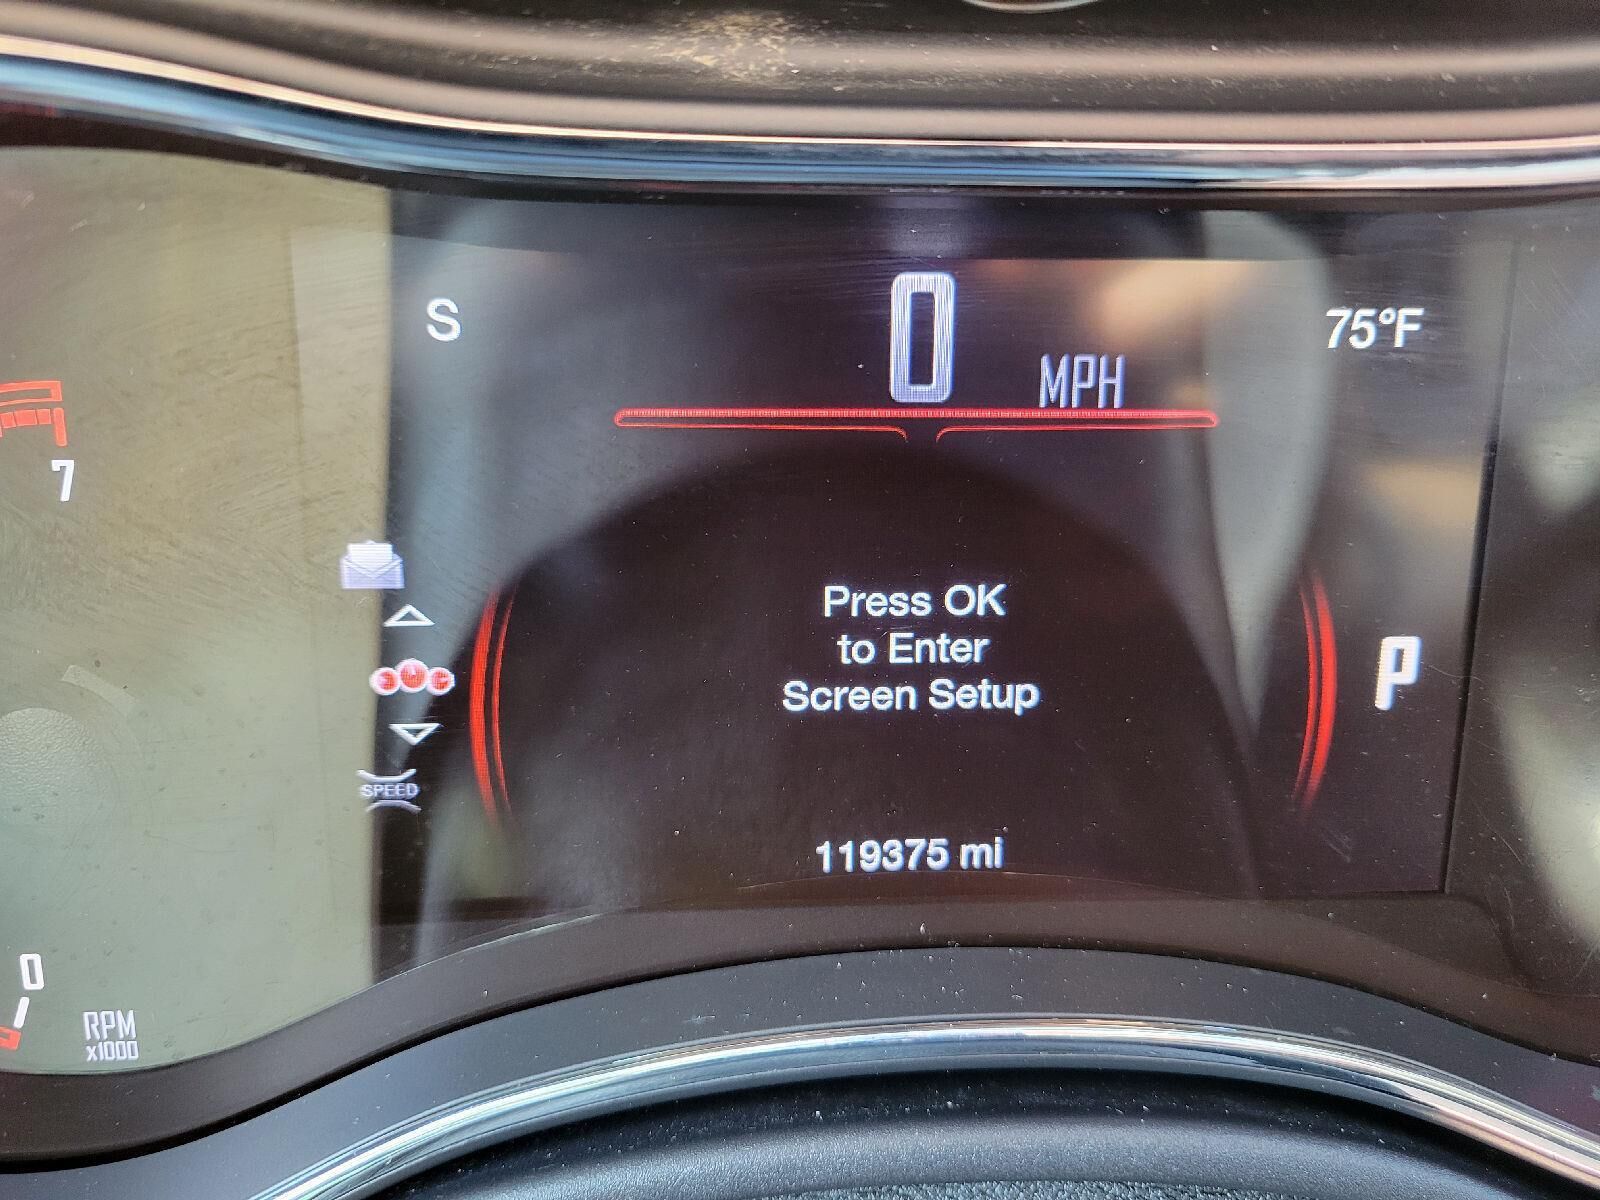 S
0
MPH
75°F
7
Press OK
to Enter
Screen Setup
P
SPEED
119375 mi
0
RPM
x1000